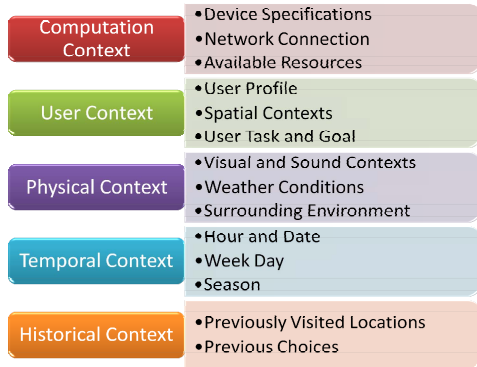 Computation
Context
•Device Specifications
•Network Connection
•Available Resources
User Context
•User Profile
•Spatial Contexts
•User Task and Goal
Physical Context
•Visual and Sound Contexts
•Weather Conditions
•Surrounding Environment
Temporal Context
•Hour and Date
•Week Day
•Season
Historical Context
•Previously Visited Locations
•Previous Choices